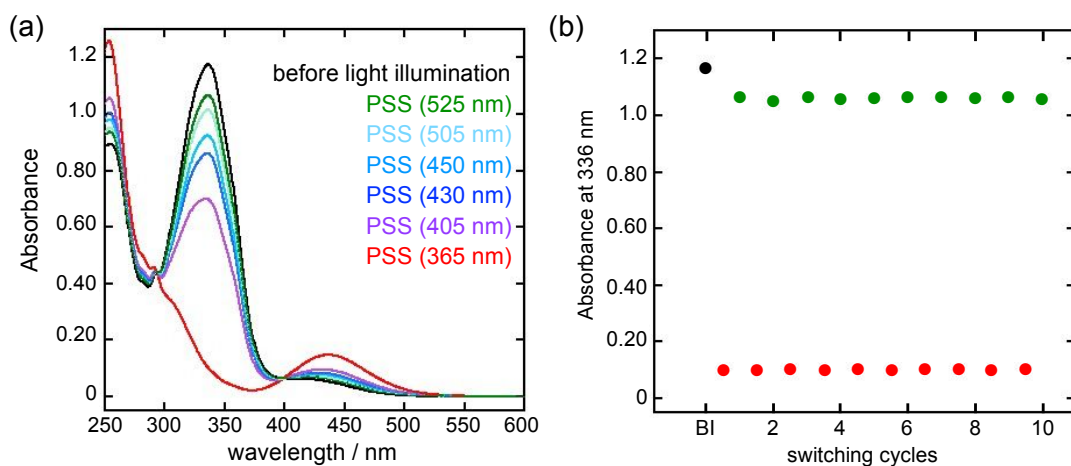 (a)
Absorbance
1.2
1.0
0.80
0.60
0.40
0.20
0
before light illumination
PSS (525 nm)
PSS (505 nm)
PSS (450 nm)
PSS (430 nm)
PSS (405 nm)
PSS (365 nm)
250 300 350 400 450 500 550 600
wavelength / nm
(b)
Absorbance at 336 nm
1.2
1.0
0.80
0.60
0.40
0.20
0
BI 2 4 6 8 10
switching cycles